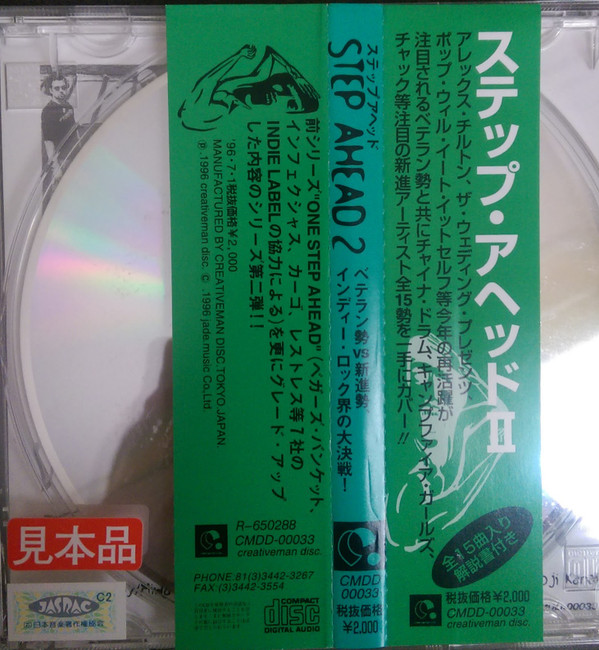 ステップ・アヘッドII
アレックス・チルトン、ザ・ウェディング・プレゼント、
ポップ・ウィル・イート・イットセルフ等今年の再活躍が
注目されるベテラン勢と共にチャイナ・ドラム、キャンプファイア・ガールズ、
チャック等注目の新進アーティスト全15勢を一手にカバー!!
全15曲入り
解説書付き
税抜価格¥2,000
CMDD-00033
creativeman disc.
ステップアヘッド
STEP AHEAD 2
ベテラン勢vs新進勢
インディー・ロック界の大決戦!
CMDD
00033
税抜価格
¥2,000
前シリーズ"ONE STEP AHEAD"(ベガーズ・バンケット、
インフェクシャス、カーゴ、レストレス等7社の
INDIE LABELの協力による)を更にグレード・アップ
した内容のシリーズ第二弾!!
'96・7・1税抜価格¥2,000
MANUFACTURED BY CREATIVEMAN DISC.TOKYO.JAPAN.
℗.1996 creativeman disc. ©.1996 jade.music Co,Ltd.
R-650288
CMDD-00033
creativeman disc.
PHONE:81(3)3442-3267
FAX:(3)3442-3554
COMPACT
disc
DIGITAL AUDIO
見本品
JASRAC
C2